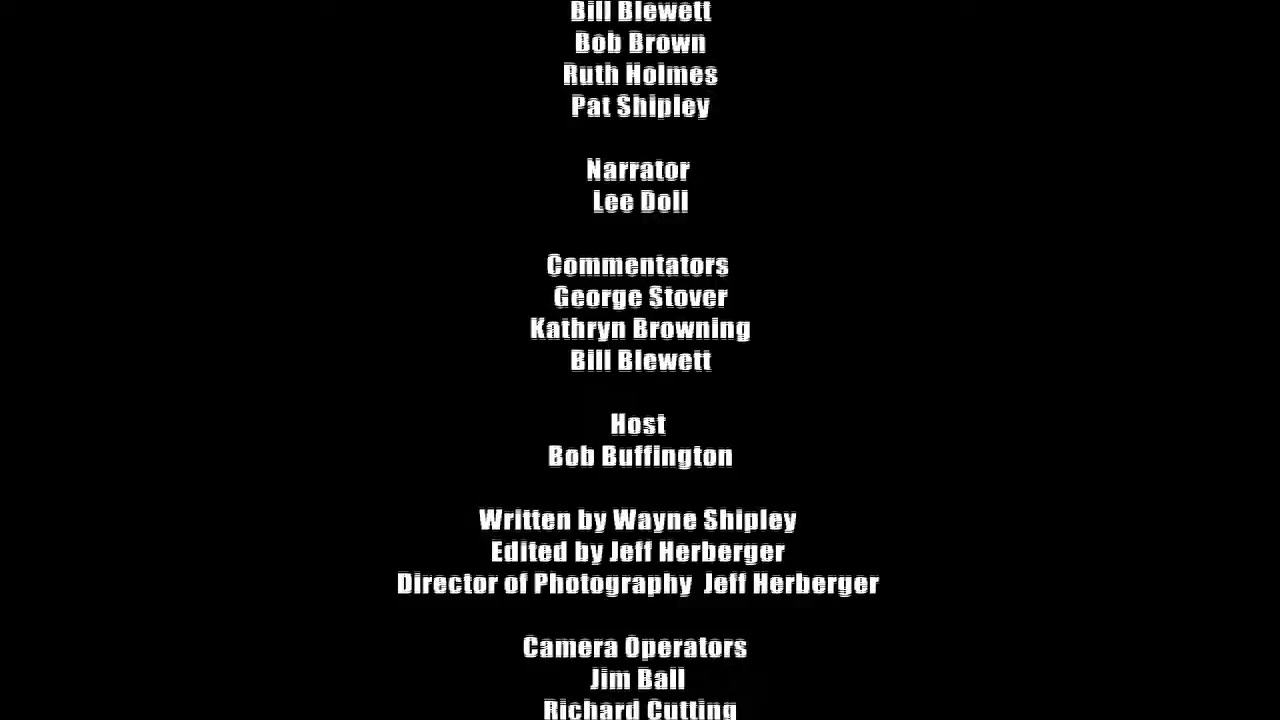 Bill Blewett
Bob Brown
Ruth Holmes
Pat Shipley
Narrator
Lee Doll
Commentators
George Stover
Kathryn Browning
Bill Blewett
Host
Bob Buffington
Written by Wayne Shipley
Edited by Jeff Herberger
Director of Photography Jeff Herberger
Camera Operators
Jim Ball
Richard Cutting